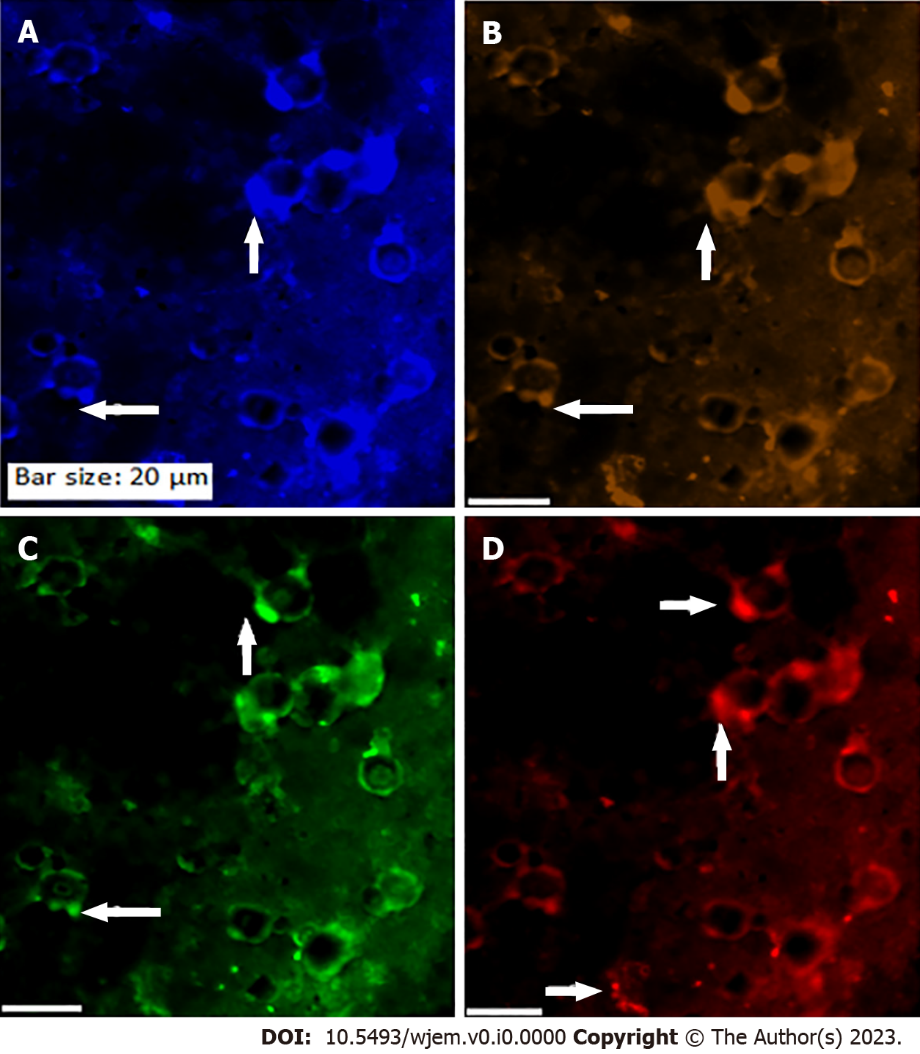 A
B
Bar size: 20 µm
C
D
DOI: 10.5493/wjem.v0.i0.0000 Copyright © The Author(s) 2023.